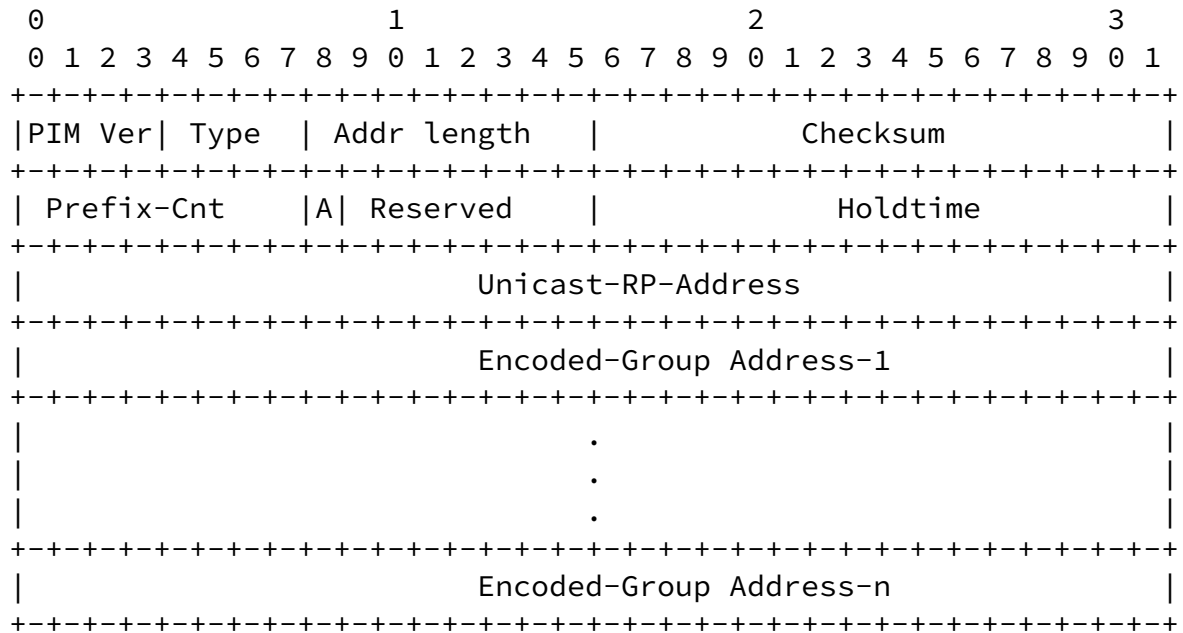 0                   1                   2                   3
 0 1 2 3 4 5 6 7 8 9 0 1 2 3 4 5 6 7 8 9 0 1 2 3 4 5 6 7 8 9 0 1
+-+-+-+-+-+-+-+-+-+-+-+-+-+-+-+-+-+-+-+-+-+-+-+-+-+-+-+-+-+-+-+-+
|PIM Ver| Type  | Addr length   |           Checksum            |
+-+-+-+-+-+-+-+-+-+-+-+-+-+-+-+-+-+-+-+-+-+-+-+-+-+-+-+-+-+-+-+-+
| Prefix-Cnt    |A| Reserved    |             Holdtime          |
+-+-+-+-+-+-+-+-+-+-+-+-+-+-+-+-+-+-+-+-+-+-+-+-+-+-+-+-+-+-+-+-+
|                         Unicast-RP-Address                    |
+-+-+-+-+-+-+-+-+-+-+-+-+-+-+-+-+-+-+-+-+-+-+-+-+-+-+-+-+-+-+-+-+
|                         Encoded-Group Address-1               |
+-+-+-+-+-+-+-+-+-+-+-+-+-+-+-+-+-+-+-+-+-+-+-+-+-+-+-+-+-+-+-+-+
|                               .                               |
|                               .                               |
|                               .                               |
+-+-+-+-+-+-+-+-+-+-+-+-+-+-+-+-+-+-+-+-+-+-+-+-+-+-+-+-+-+-+-+-+
|                         Encoded-Group Address-n               |
+-+-+-+-+-+-+-+-+-+-+-+-+-+-+-+-+-+-+-+-+-+-+-+-+-+-+-+-+-+-+-+-+